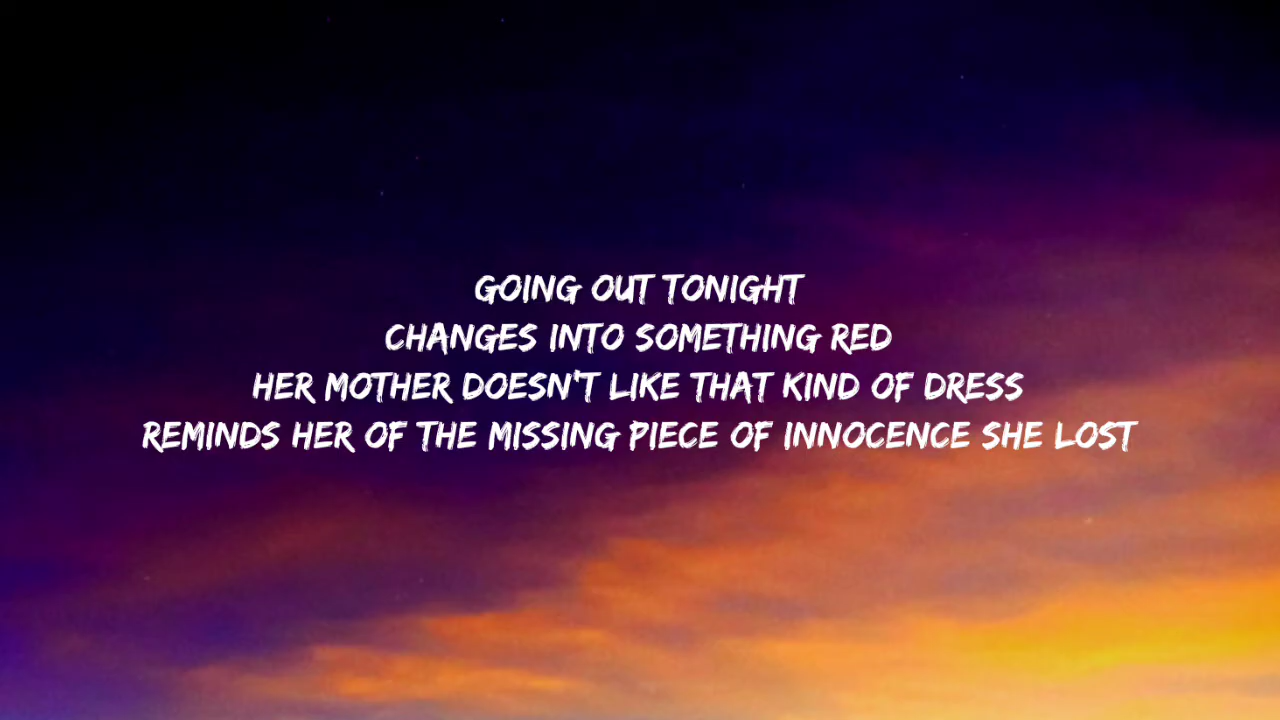 GOING OUT TONIGHT
CHANGES INTO SOMETHING RED
HER MOTHER DOESN'T LIKE THAT KIND OF DRESS
REMINDS HER OF THE MISSING PIECE OF INNOCENCE SHE LOST